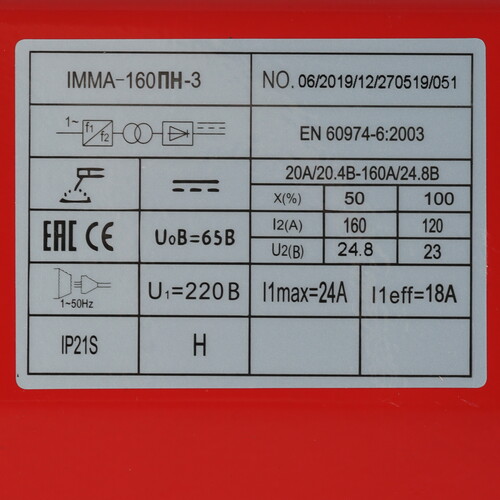 IMMA-160ПН-3
NO. 06/2019/12/270519/051
1~ f1 f2
EN 60974-6:2003
20A/20.4B-160A/24.8B
X(%) 50 100
I2(A) 160 120
U2(B) 24.8 23
EAC CE
U₀B=65B
1~50Hz
U₁=220B
I1max=24A
I1eff=18A
IP21S
H